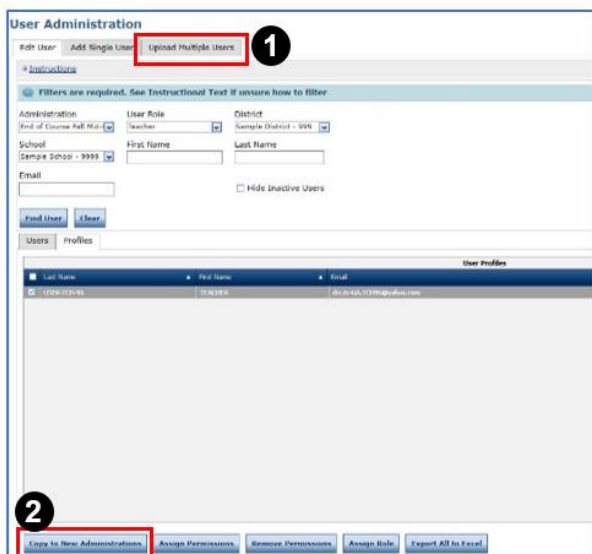 User Administration
Edit User Add Single User Upload Multiple Users 1
Instructions
Filters are required. See Instructional Text if unsure how to filter
Administration User Role District
End of Course Fall Mid- Teacher Sample District - 999
School First Name Last Name
Sample School - 9999
Email
Hide Inactive Users
Find User Clear
Users Profiles
User Profiles
Last Name First Name Email
TEACHER
2
Copy to New Administrations Assign Permissions Remove Permissions Assign Role Export All to Excel